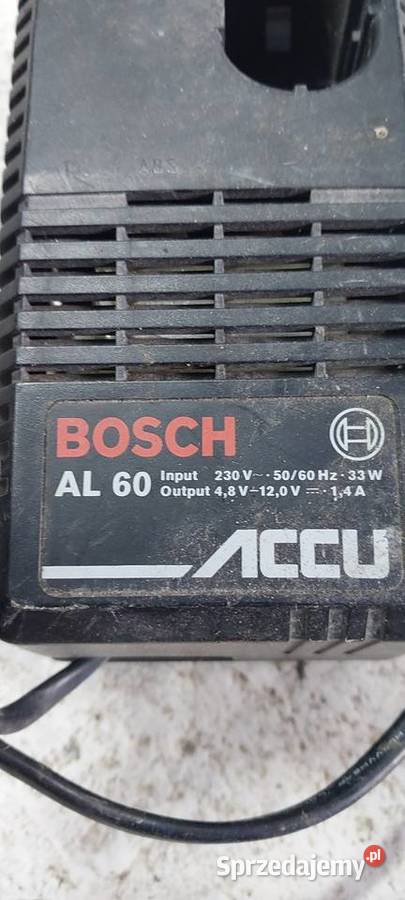 ABS
BOSCH
AL 60
Input 230 V~ · 50/60 Hz · 33 W
Output 4,8 V–12,0 V ⎓ · 1,4 A
ACCU
Sprzedajemy.pl